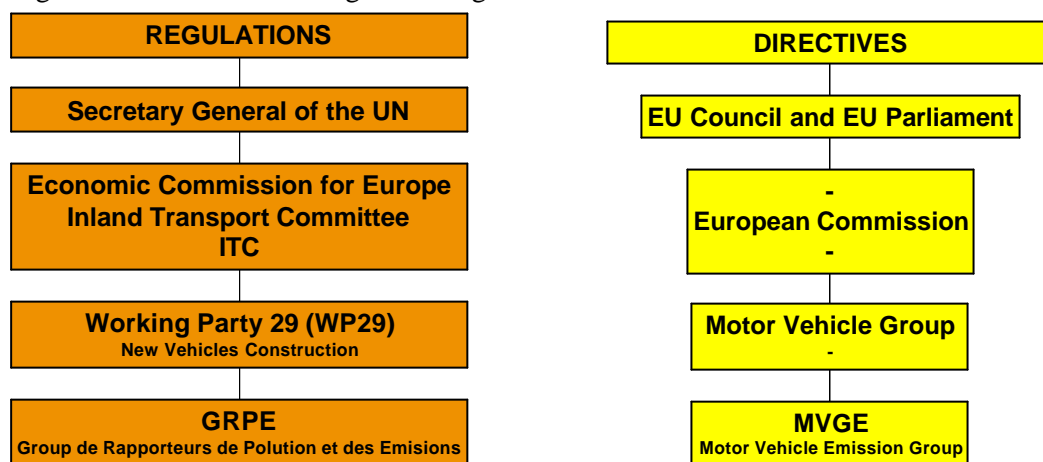 REGULATIONS
Secretary General of the UN
Economic Commission for Europe
Inland Transport Committee
ITC
Working Party 29 (WP29)
New Vehicles Construction
GRPE
Group de Rapporteurs de Polution et des Emisions
DIRECTIVES
EU Council and EU Parliament
-
European Commission
-
Motor Vehicle Group
-
MVGE
Motor Vehicle Emission Group